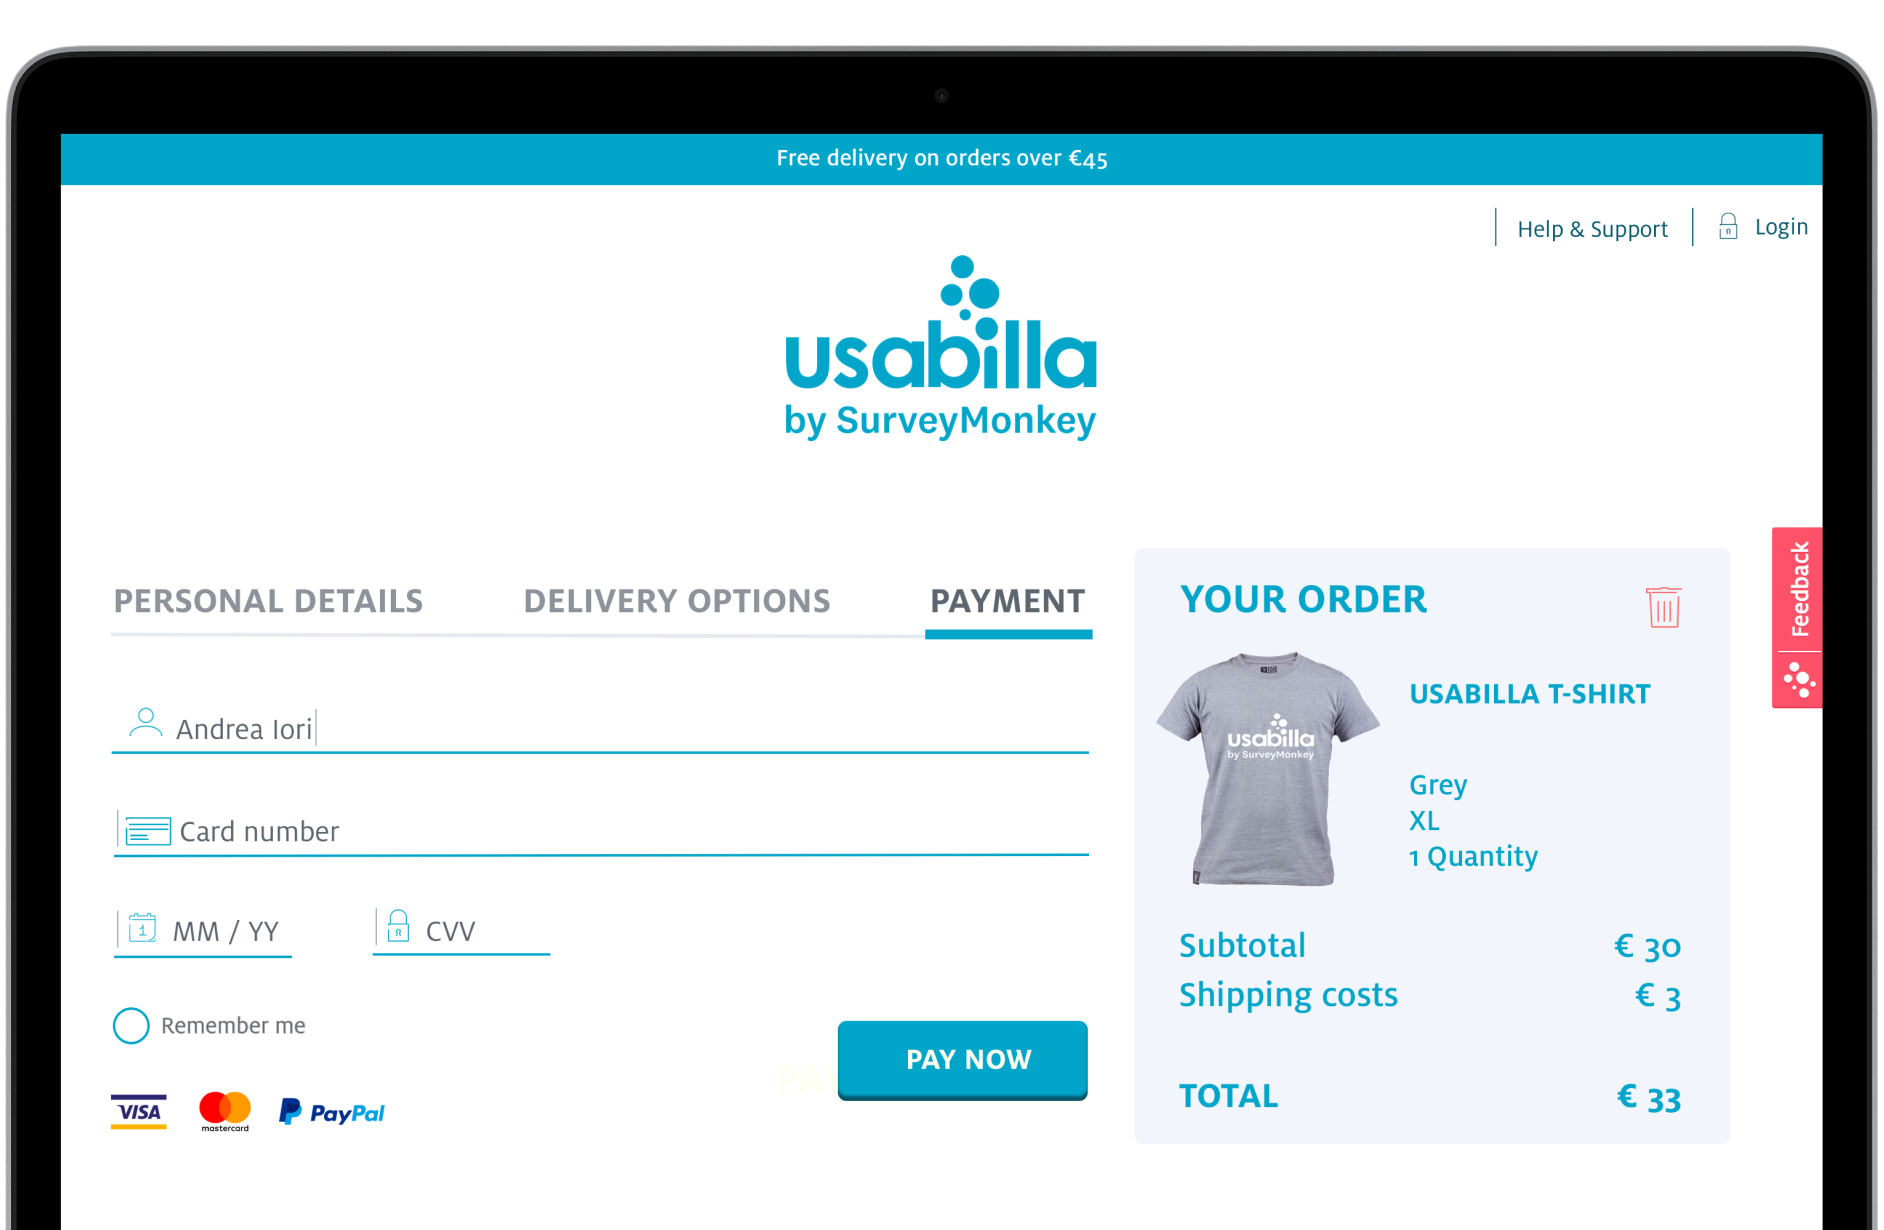 Free delivery on orders over €45
Help & Support
Login
usabilla
by SurveyMonkey
PERSONAL DETAILS
DELIVERY OPTIONS
PAYMENT
Andrea Iori
Card number
1
MM / YY
CVV
Remember me
VISA
mastercard
PayPal
PAY
PAY NOW
YOUR ORDER
usabilla
by SurveyMonkey
USABILLA T-SHIRT
Grey
XL
1 Quantity
Subtotal
€ 30
Shipping costs
€ 3
TOTAL
€ 33
Feedback